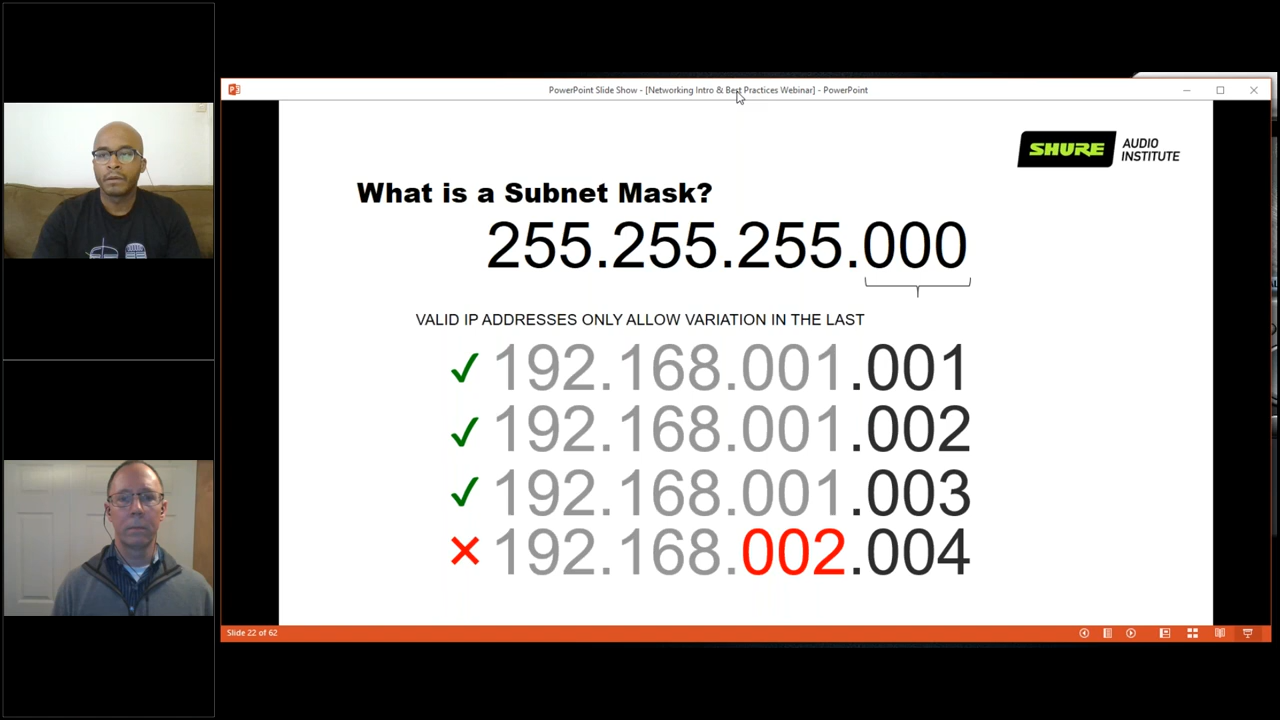 PowerPoint Slide Show - [Networking Intro & Best Practices Webinar] - PowerPoint
SHURE AUDIO
INSTITUTE
What is a Subnet Mask?
255.255.255.000
VALID IP ADDRESSES ONLY ALLOW VARIATION IN THE LAST
✓ 192.168.001.001
✓ 192.168.001.002
✓ 192.168.001.003
✕ 192.168.002.004
Slide 22 of 62